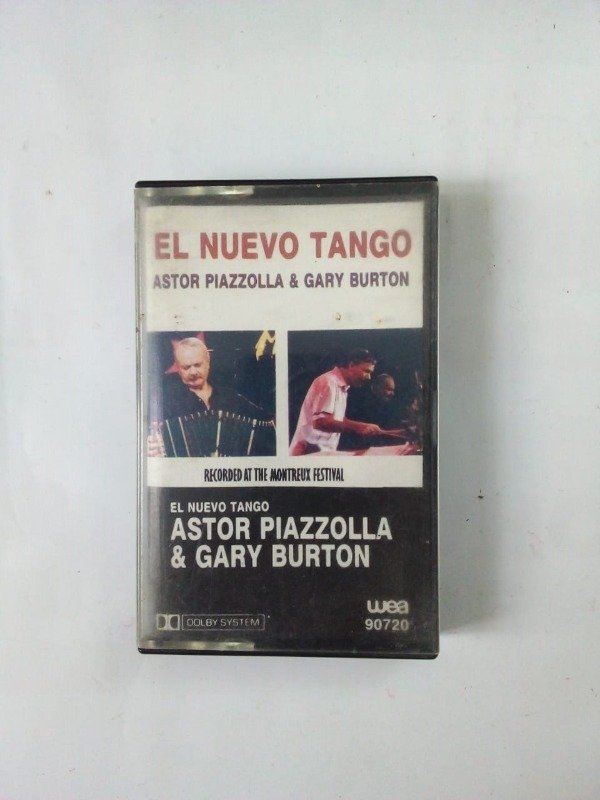 EL NUEVO TANGO
ASTOR PIAZZOLLA & GARY BURTON
RECORDED AT THE MONTREUX FESTIVAL
EL NUEVO TANGO
ASTOR PIAZZOLLA
& GARY BURTON
DOLBY SYSTEM
wea
90720